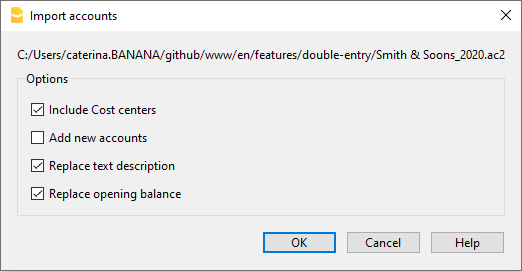 Import accounts
C:/Users/caterina.BANANA/github/www/en/features/double-entry/Smith & Soons_2020.ac2
Options
Include Cost centers
Add new accounts
Replace text description
Replace opening balance
OK Cancel Help